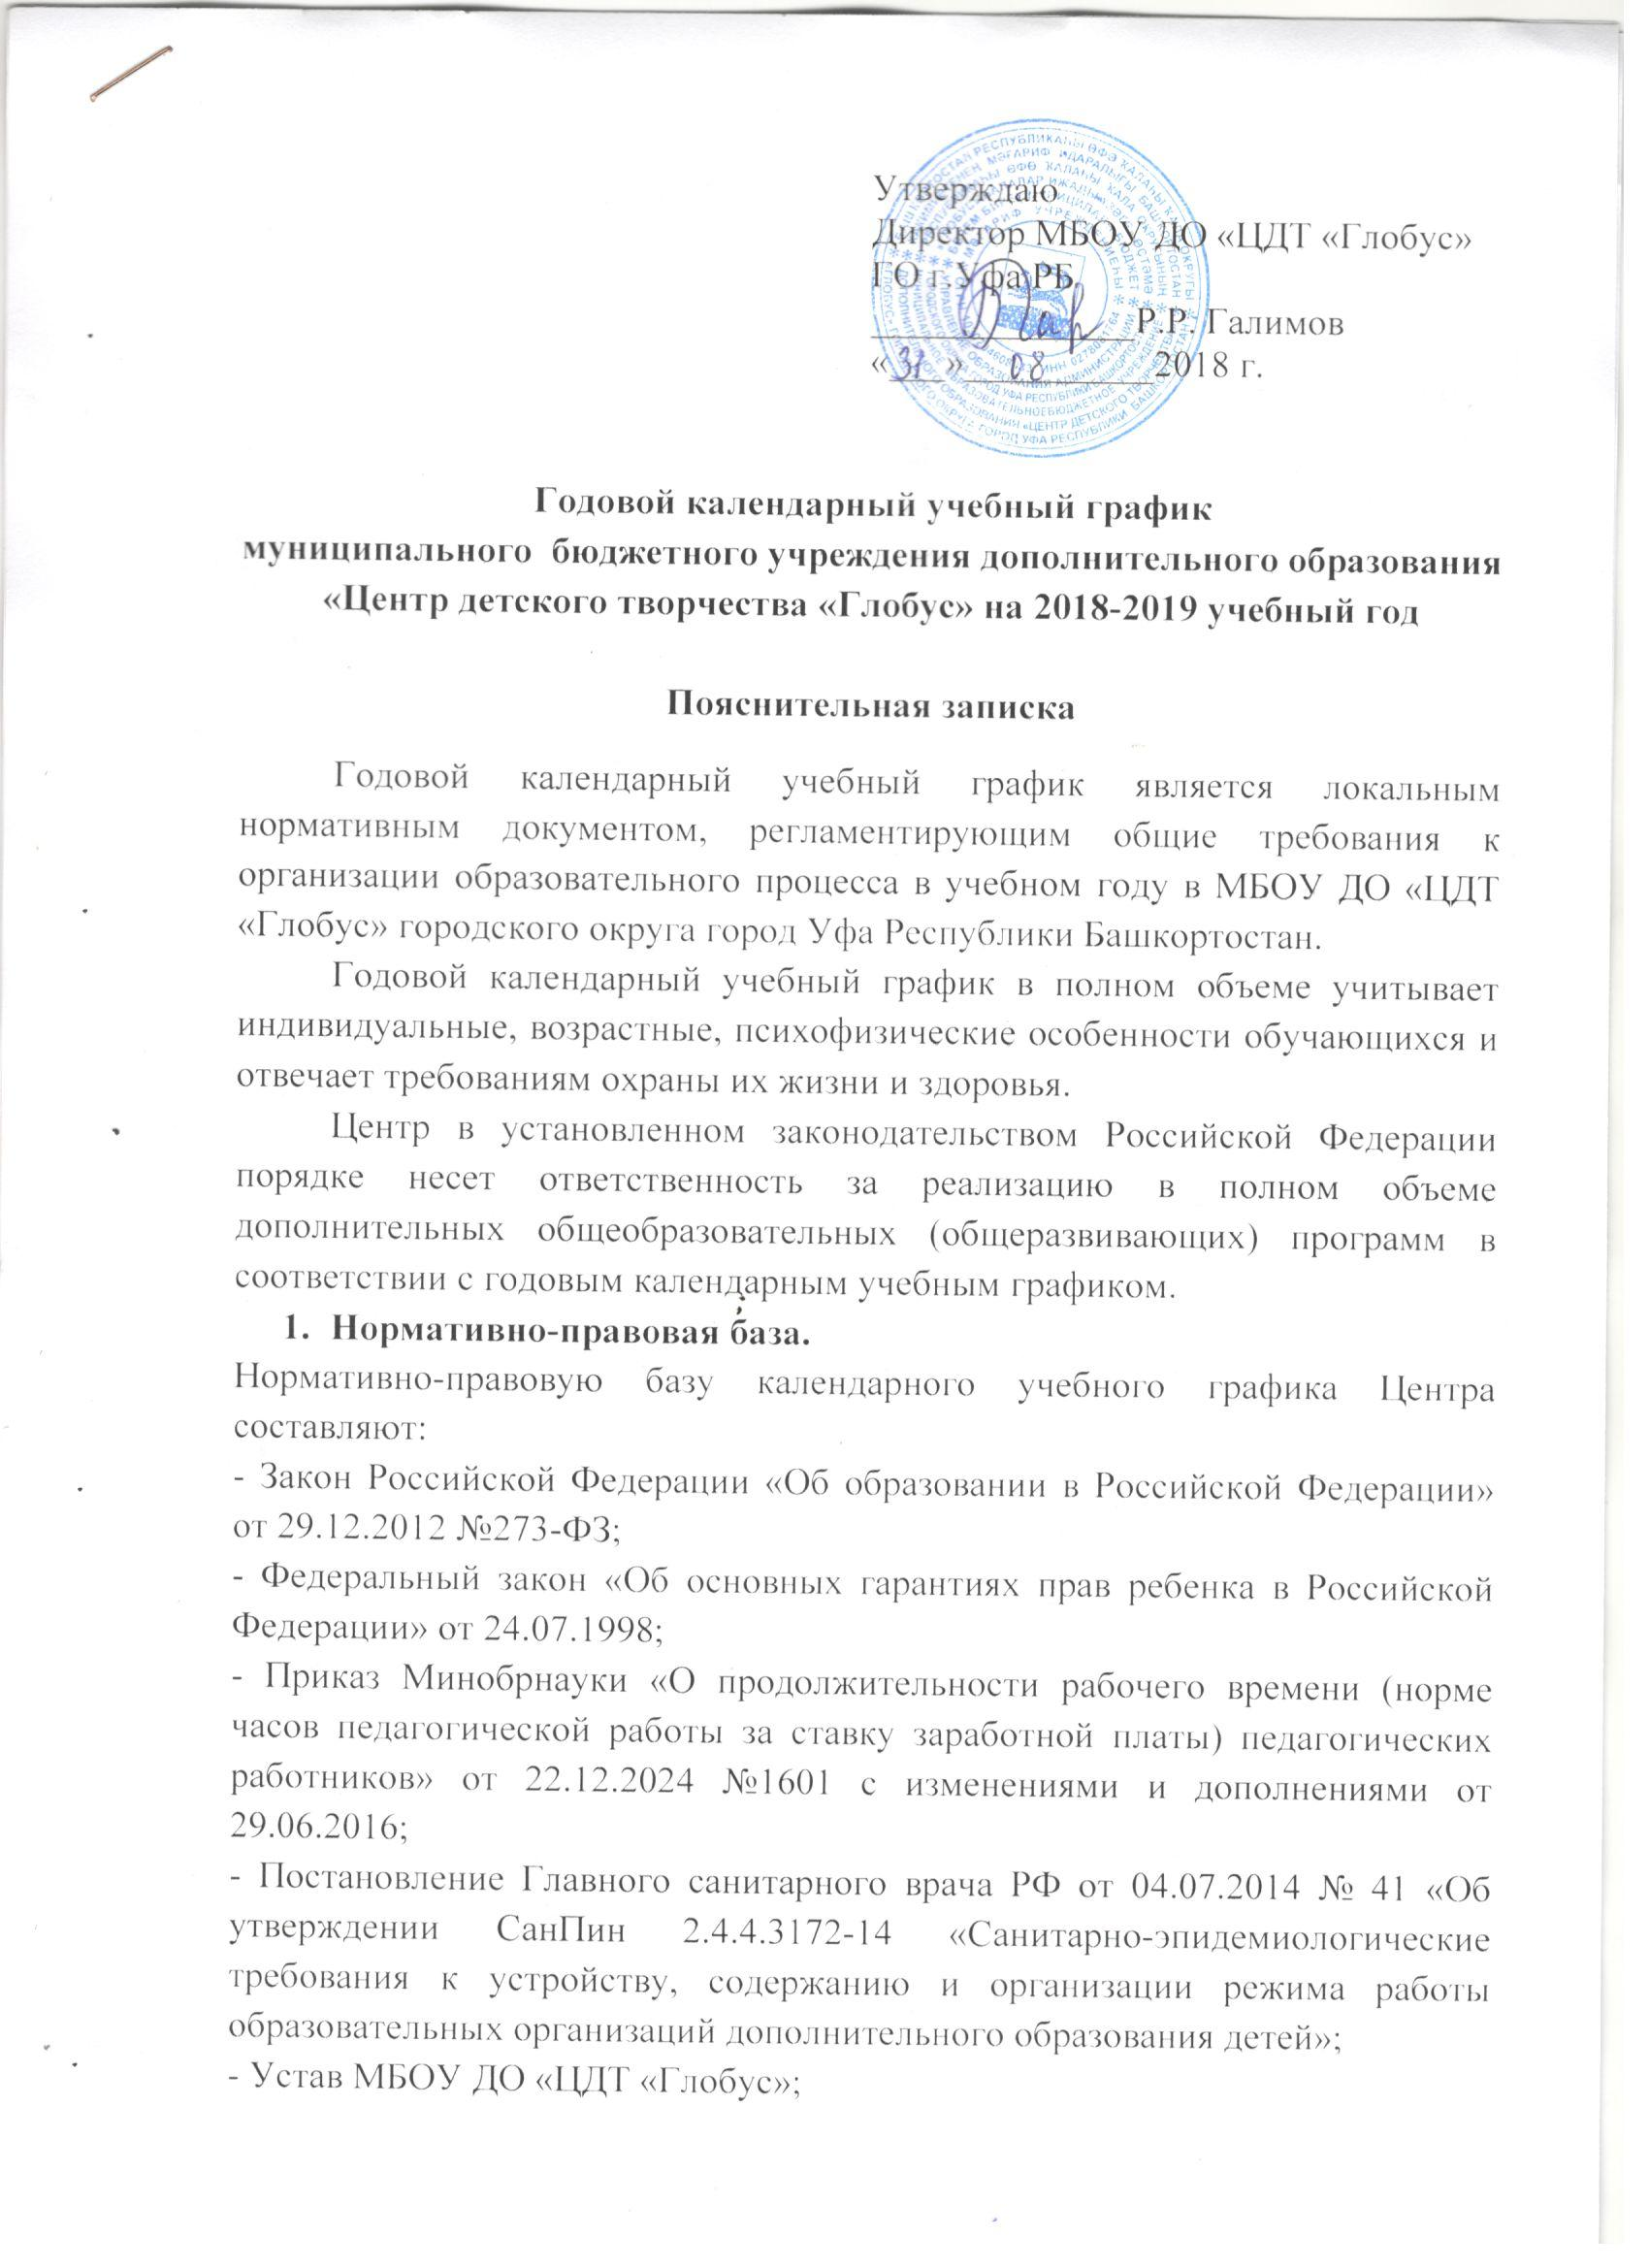 Утверждаю
Директор МБОУ ДО «ЦДТ «Глобус»
ГО г.Уфа РБ
Р.Р. Галимов
«31» 08 2018 г.
Годовой календарный учебный график
муниципального бюджетного учреждения дополнительного образования
«Центр детского творчества «Глобус» на 2018-2019 учебный год
Пояснительная записка
Годовой календарный учебный график является локальным
нормативным документом, регламентирующим общие требования к
организации образовательного процесса в учебном году в МБОУ ДО «ЦДТ
«Глобус» городского округа город Уфа Республики Башкортостан.
Годовой календарный учебный график в полном объеме учитывает
индивидуальные, возрастные, психофизические особенности обучающихся и
отвечает требованиям охраны их жизни и здоровья.
Центр в установленном законодательством Российской Федерации
порядке несет ответственность за реализацию в полном объеме
дополнительных общеобразовательных (общеразвивающих) программ в
соответствии с годовым календарным учебным графиком.
1. Нормативно-правовая база.
Нормативно-правовую базу календарного учебного графика Центра
составляют:
- Закон Российской Федерации «Об образовании в Российской Федерации»
от 29.12.2012 №273-ФЗ;
- Федеральный закон «Об основных гарантиях прав ребенка в Российской
Федерации» от 24.07.1998;
- Приказ Минобрнауки «О продолжительности рабочего времени (норме
часов педагогической работы за ставку заработной платы) педагогических
работников» от 22.12.2024 №1601 с изменениями и дополнениями от
29.06.2016;
- Постановление Главного санитарного врача РФ от 04.07.2014 № 41 «Об
утверждении СанПин 2.4.4.3172-14 «Санитарно-эпидемиологические
требования к устройству, содержанию и организации режима работы
образовательных организаций дополнительного образования детей»;
- Устав МБОУ ДО «ЦДТ «Глобус»;